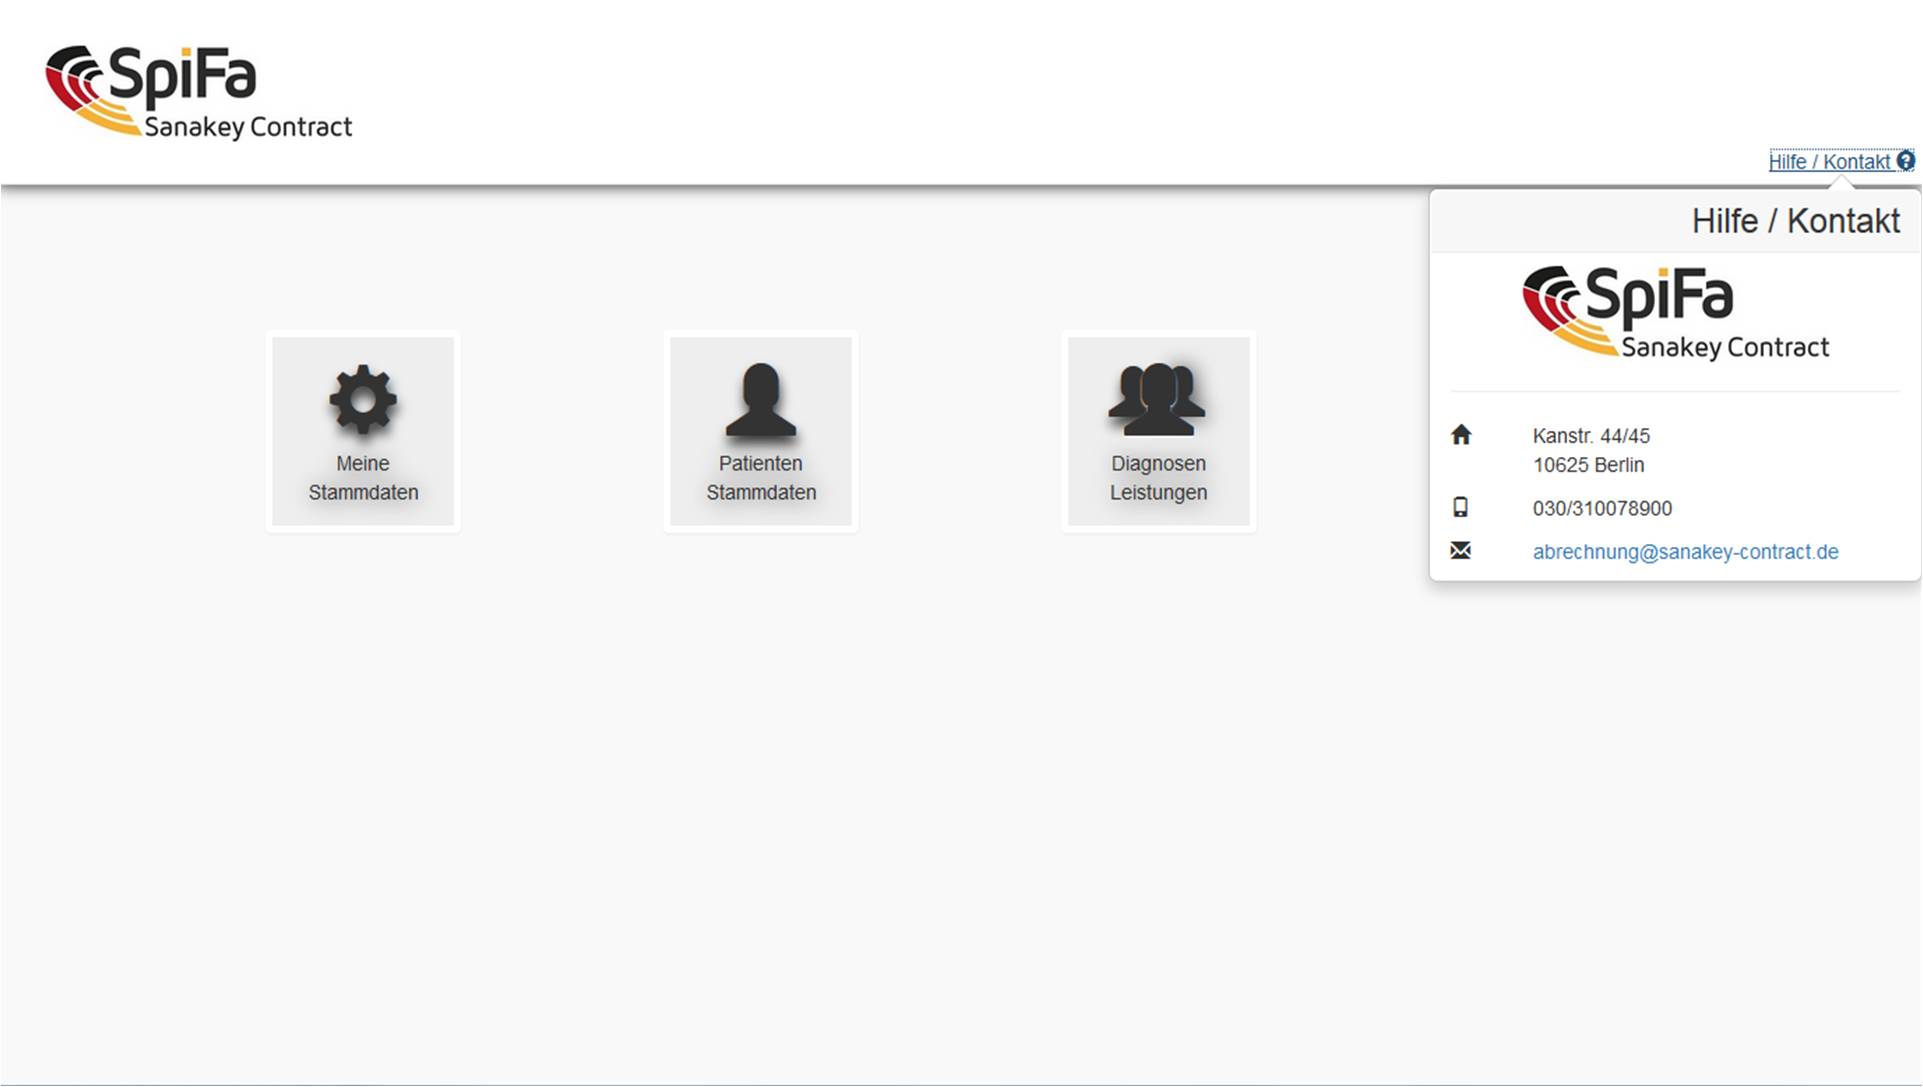 SpiFa
Sanakey Contract
Hilfe / Kontakt
Hilfe / Kontakt
SpiFa
Sanakey Contract
Kanstr. 44/45
10625 Berlin
030/310078900
abrechnung@sanakey-contract.de
Meine
Stammdaten
Patienten
Stammdaten
Diagnosen
Leistungen